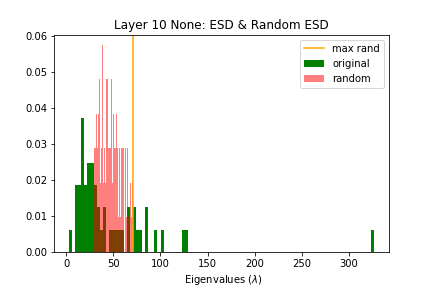 Layer 10 None: ESD & Random ESD
max rand
original
random
0.06
0.05
0.04
0.03
0.02
0.01
0.00
0 50 100 150 200 250 300
Eigenvalues (λ)